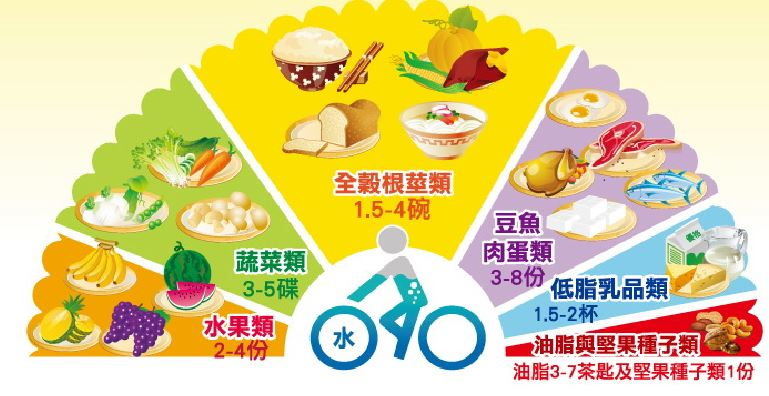 全穀根莖類
1.5-4碗
蔬菜類
3-5碟
水果類
2-4份
豆魚
肉蛋類
3-8份
低脂乳品類
1.5-2杯
油脂與堅果種子類
油脂3-7茶匙及堅果種子類1份
水